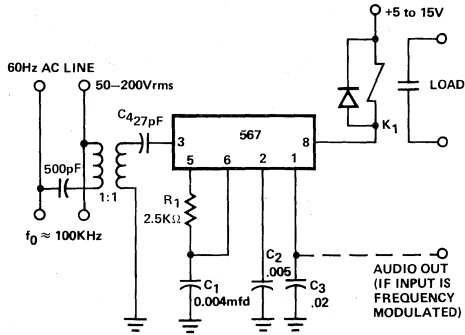 +5 to 15V
60Hz AC LINE
50–200Vrms
LOAD
C4 27pF
567
K1
3
8
5
6
2
1
500pF
1:1
R1
2.5KΩ
f0 ≈ 100KHz
C1
0.004mfd
C2
.005
C3
.02
AUDIO OUT
(IF INPUT IS
FREQUENCY
MODULATED)